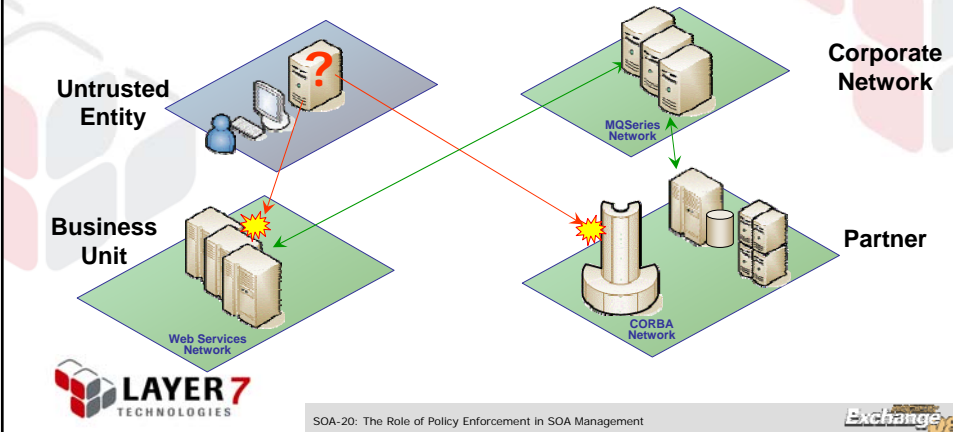 Untrusted
Entity
?
Corporate
Network
MQSeries
Network
Business
Unit
Web Services
Network
Partner
CORBA
Network
LAYER 7
TECHNOLOGIES
SOA-20: The Role of Policy Enforcement in SOA Management
Exchange